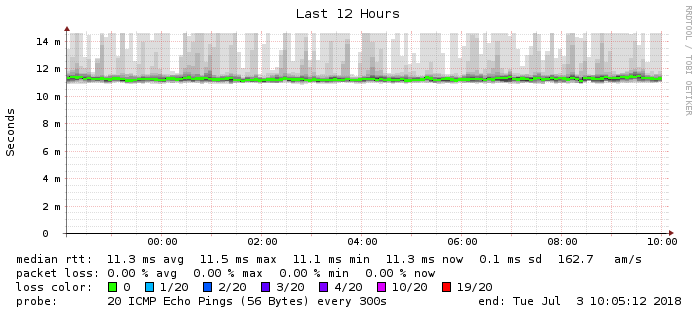 Last 12 Hours
RRDTOOL / TOBI OETIKER
Seconds
14 m
12 m
10 m
8 m
6 m
4 m
2 m
0
00:00 02:00 04:00 06:00 08:00 10:00
median rtt: 11.3 ms avg 11.5 ms max 11.1 ms min 11.3 ms now 0.1 ms sd 162.7 am/s
packet loss: 0.00 % avg 0.00 % max 0.00 % min 0.00 % now
loss color: 0 1/20 2/20 3/20 4/20 10/20 19/20
probe: 20 ICMP Echo Pings (56 Bytes) every 300s end: Tue Jul 3 10:05:12 2018